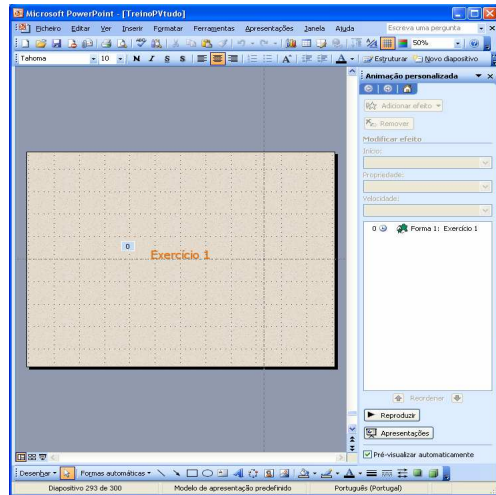 Microsoft PowerPoint - [TreinoPVtudo]
Ficheiro Editar Ver Inserir Formatar Ferramentas Apresentações Janela Ajuda Escreva uma pergunta
50%
Tahoma 10 N I S S Estruturar Novo diapositivo
Animação personalizada
Adicionar efeito
Remover
Modificar efeito
Início:
Propriedade:
Velocidade:
0 Forma 1: Exercício 1
0
Exercício 1
Reordenar
Reproduzir
Apresentações
Pré-visualizar automaticamente
Desenhar Formas automáticas
Diapositivo 293 de 300 Modelo de apresentação predefinido Português (Portugal)